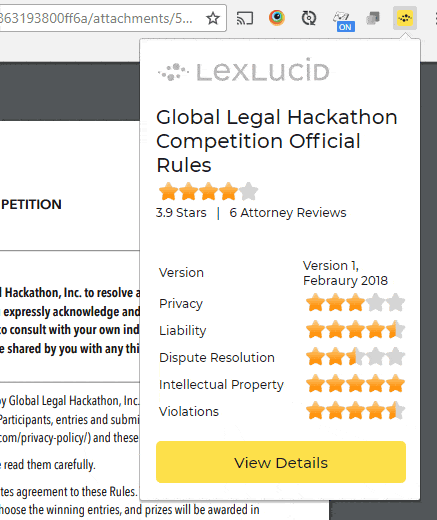 363193800ff6a/attachments/5...
ON
LEXLUCID
Global Legal Hackathon
Competition Official
Rules
3.9 Stars | 6 Attorney Reviews
Version Version 1,
Febraury 2018
Privacy
Liability
Dispute Resolution
Intellectual Property
Violations
View Details
PETITION
l Hackathon, Inc. to resolve a
u expressly acknowledge and
to consult with your own ind
e shared by you with any thi
by Global Legal Hackathon, Inc.
Participants, entries and submi
com/privacy-policy/) and these
e read them carefully.
tes agreement to these Rules.
hoose the winning entries, and prizes will be awarded in